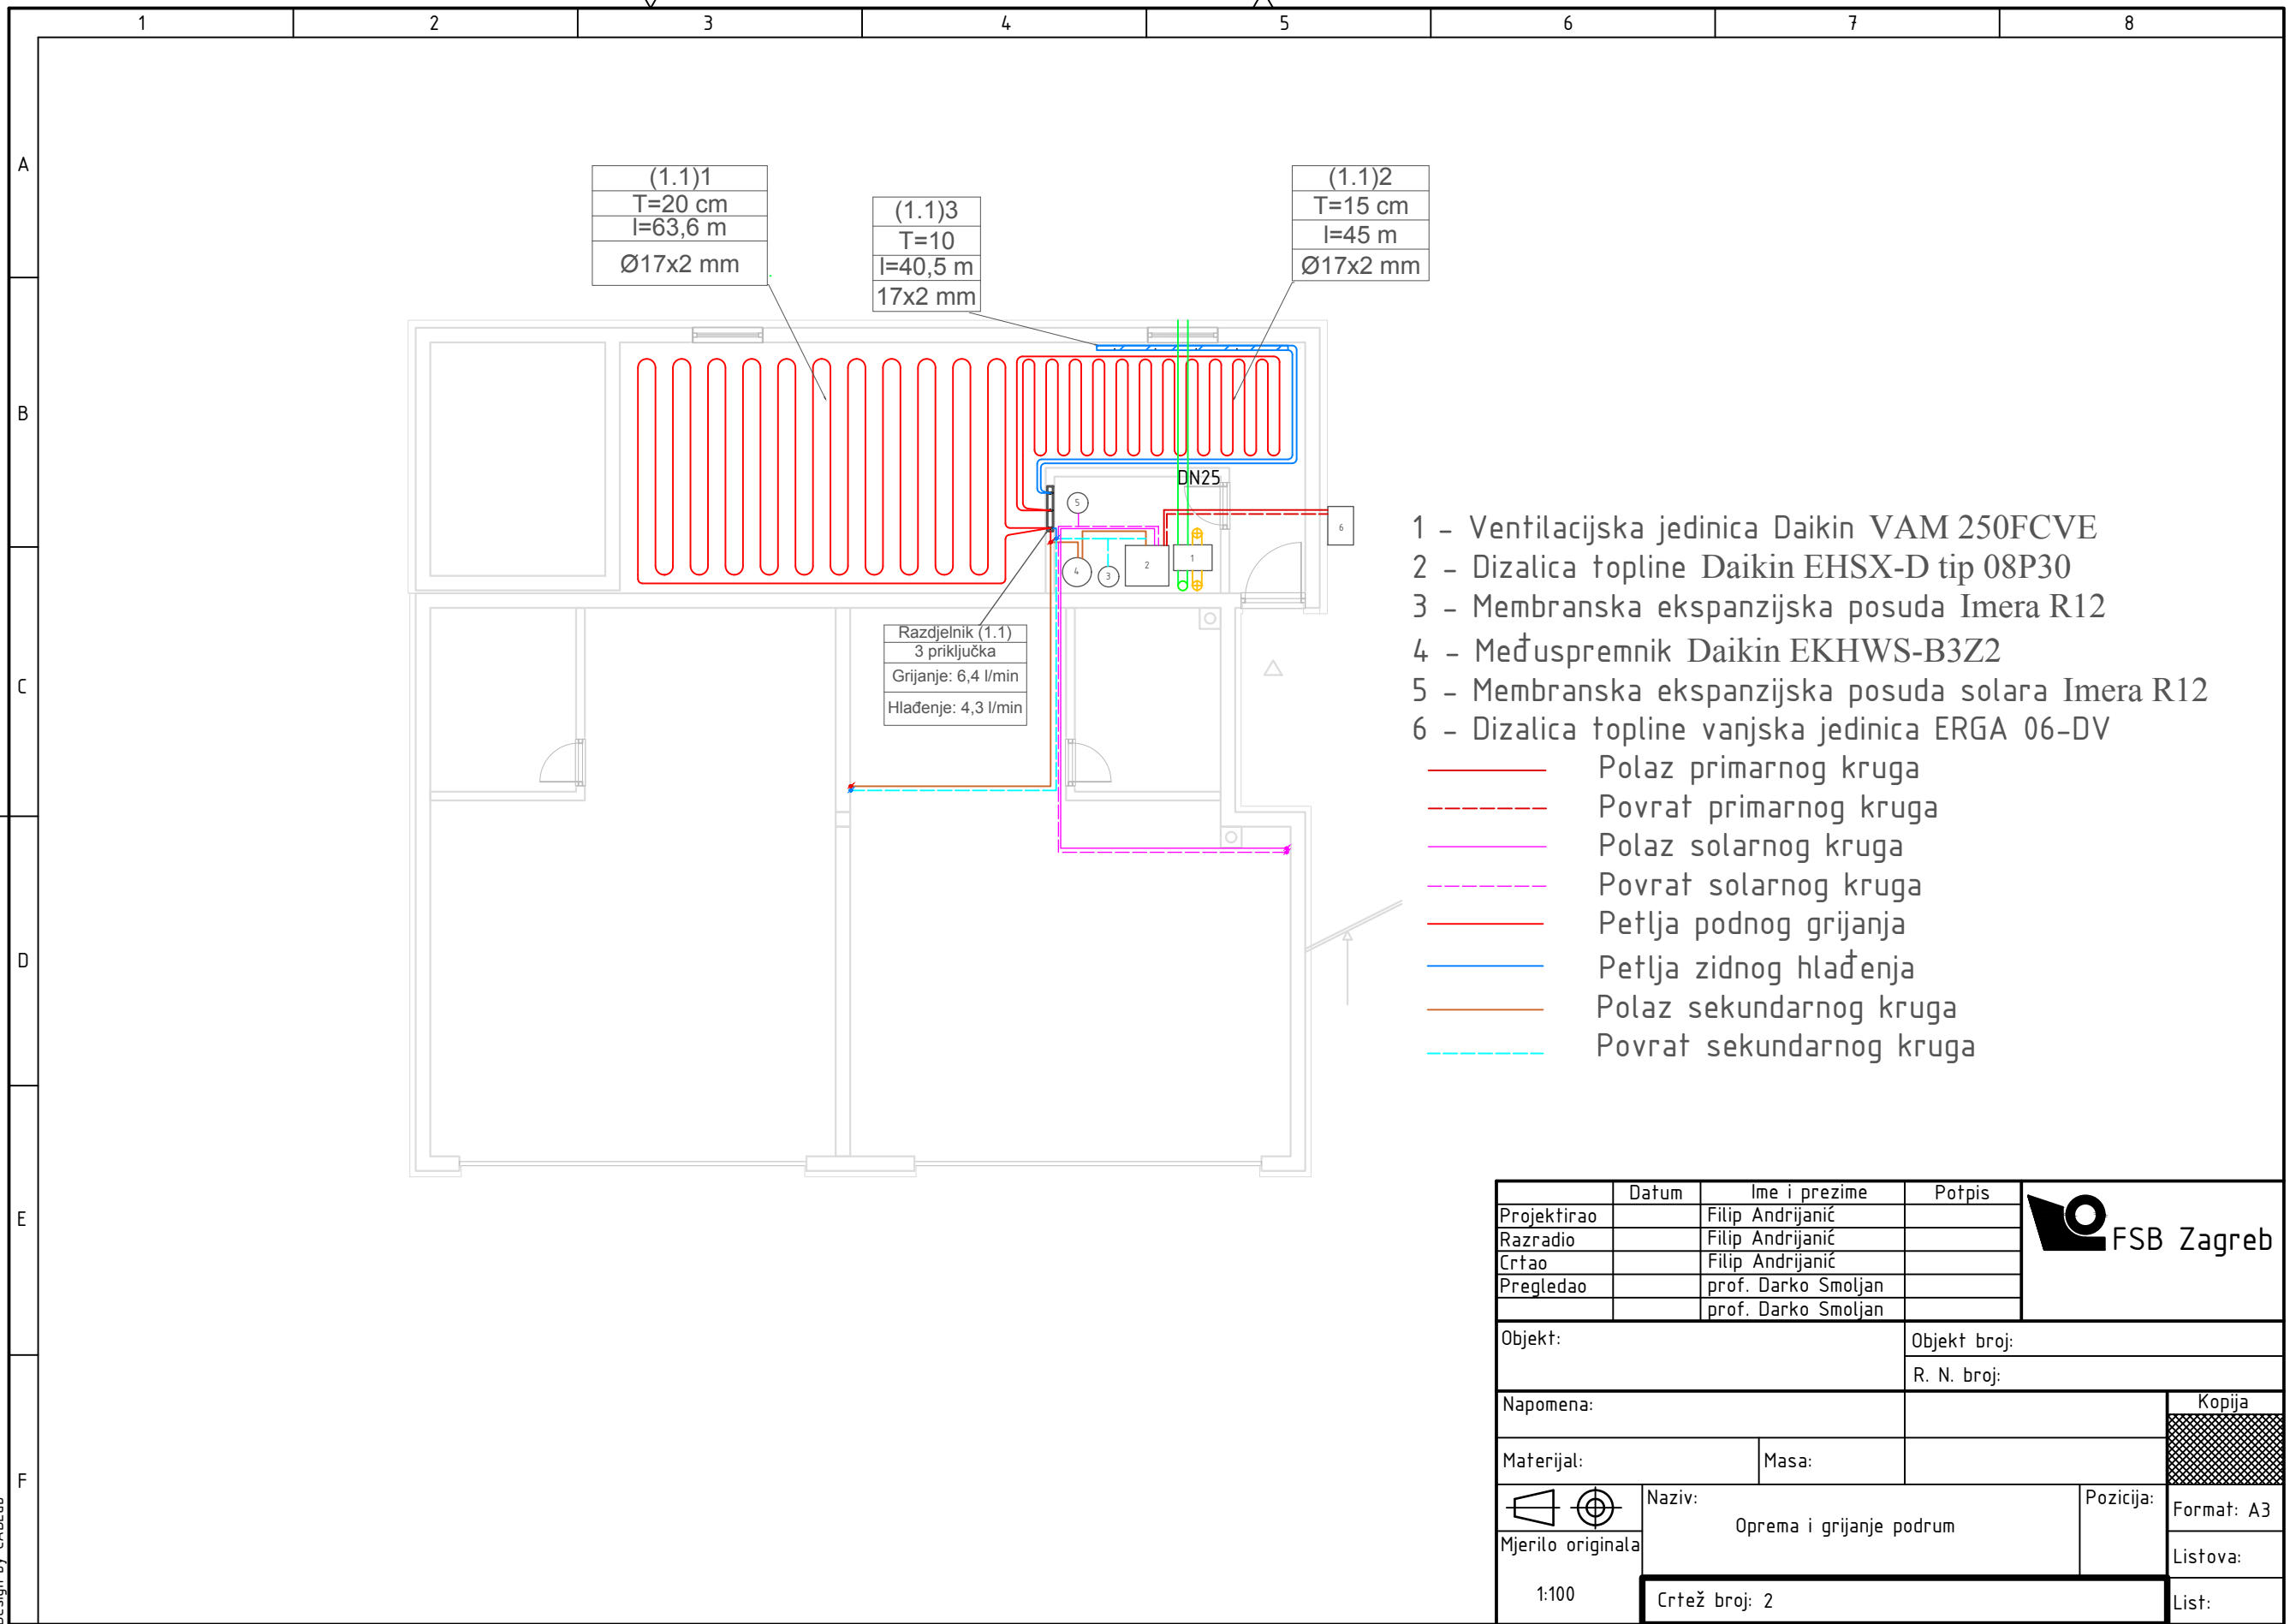 1 2 3 4 5 6 7 8
A
B
C
D
E
F
(1.1)1
T=20 cm
l=63,6 m
Ø17x2 mm
(1.1)3
T=10
l=40,5 m
17x2 mm
(1.1)2
T=15 cm
l=45 m
Ø17x2 mm
DN25
5
6
4
3
2
1
Razdjelnik (1.1)
3 priključka
Grijanje: 6,4 l/min
Hlađenje: 4,3 l/min
1 - Ventilacijska jedinica Daikin VAM 250FCVE
2 - Dizalica topline Daikin EHSX-D tip 08P30
3 - Membranska ekspanzijska posuda Imera R12
4 - Međuspremnik Daikin EKHWS-B3Z2
5 - Membranska ekspanzijska posuda solara Imera R12
6 - Dizalica topline vanjska jedinica ERGA 06-DV
Polaz primarnog kruga
Povrat primarnog kruga
Polaz solarnog kruga
Povrat solarnog kruga
Petlja podnog grijanja
Petlja zidnog hlađenja
Polaz sekundarnog kruga
Povrat sekundarnog kruga
Datum Ime i prezime Potpis
Projektirao Filip Andrijanić
Razradio Filip Andrijanić
Crtao Filip Andrijanić
Pregledao prof. Darko Smoljan
prof. Darko Smoljan
FSB Zagreb
Objekt:
Objekt broj:
R. N. broj:
Napomena:
Kopija
Materijal: Masa:
Naziv:
Oprema i grijanje podrum
Pozicija:
Format: A3
Mjerilo originala
1:100
Listova:
Crtež broj: 2
List:
Design by CADLab